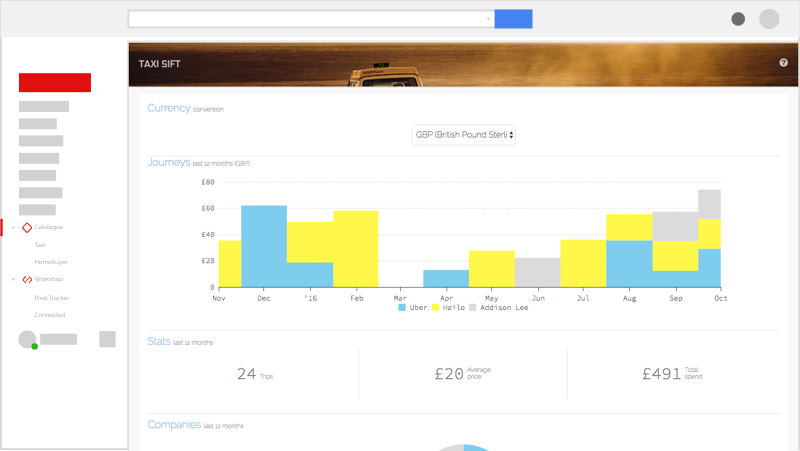 TAXI SIFT
?
Currency conversion
GBP (British Pound Sterli
Journeys last 12 months (GBP)
£80
£60
£40
£20
0
Nov Dec '16 Feb Mar Apr May Jun Jul Aug Sep Oct
Uber Hailo Addison Lee
Catalogue
Taxi
Homebuyer
Workshop
Pixel Tracker
Connected
Stats last 12 months
24 Trips
£20 Average price
£491 Total spend
Companies last 12 months